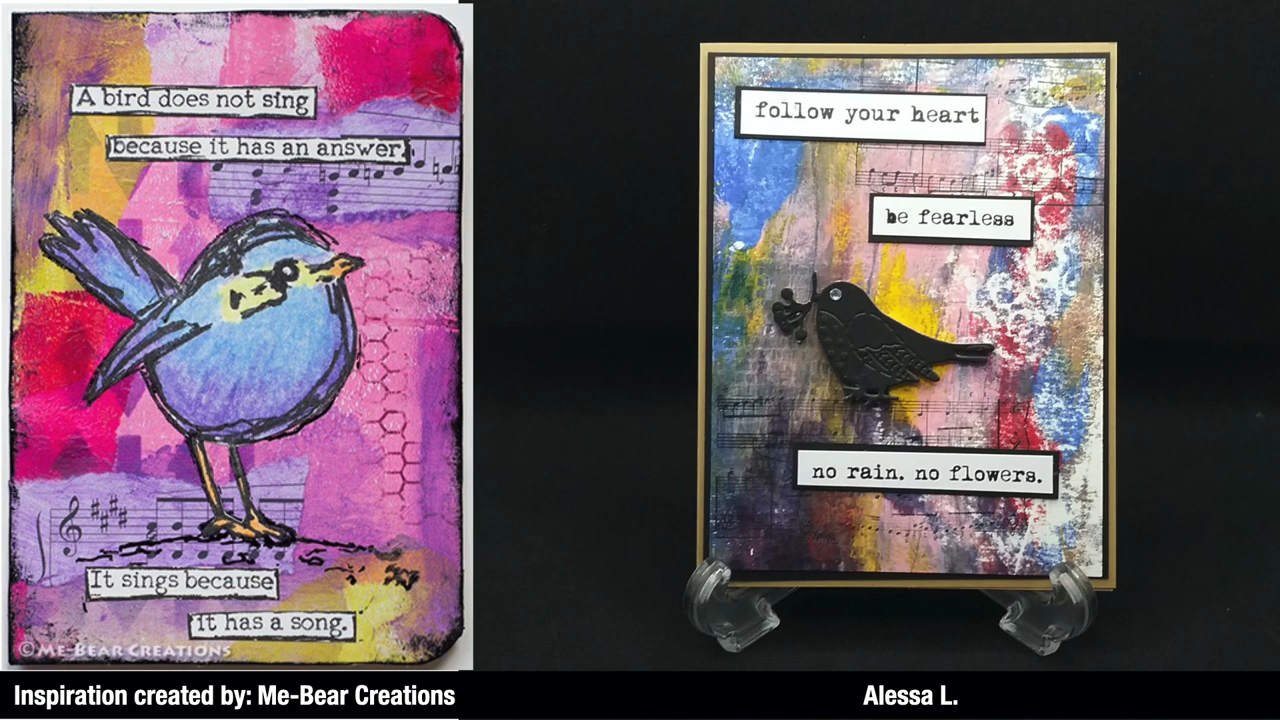 A bird does not sing
because it has an answer.
It sings because
it has a song.
©ME-BEAR CREATIONS
Inspiration created by: Me-Bear Creations
follow your heart
be fearless
no rain. no flowers.
Alessa L.